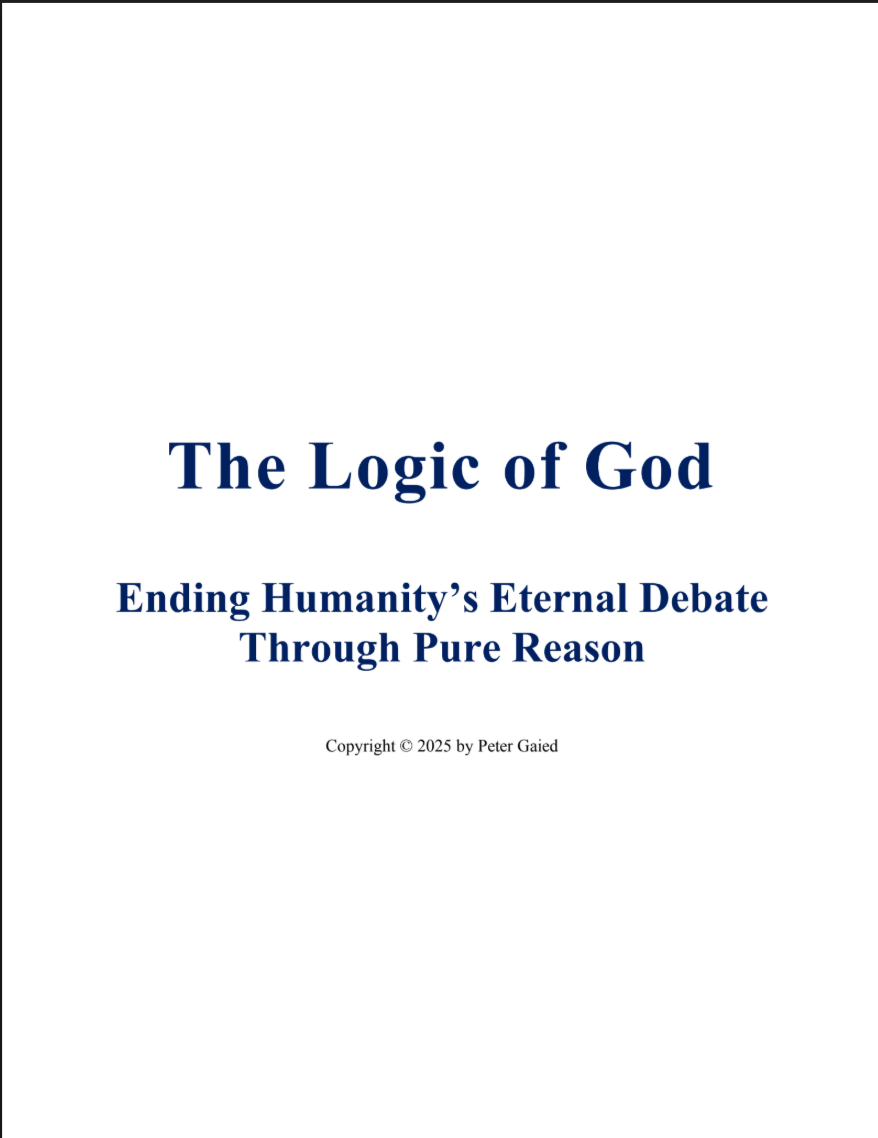 The Logic of God
Ending Humanity’s Eternal Debate
Through Pure Reason
Copyright © 2025 by Peter Gaied